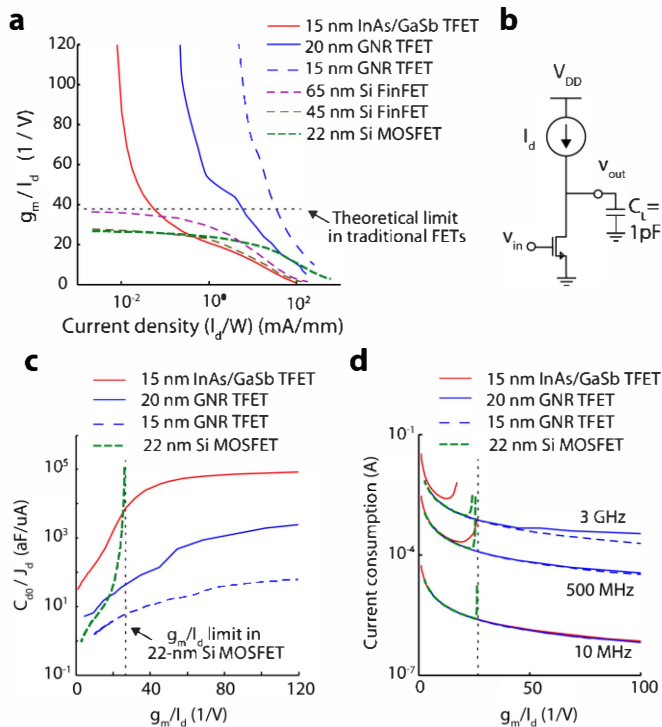 a
15 nm InAs/GaSb TFET
20 nm GNR TFET
15 nm GNR TFET
65 nm Si FinFET
45 nm Si FinFET
22 nm Si MOSFET
120
100
80
60
40
20
0
g_m/I_d (1 / V)
Theoretical limit
in traditional FETs
10^-2
10^0
10^2
Current density (I_d/W) (mA/mm)
b
V_DD
I_d
v_out
v_in
C_L=
1pF
c
15 nm InAs/GaSb TFET
20 nm GNR TFET
15 nm GNR TFET
22 nm Si MOSFET
10^5
10^3
10^1
10^-1
C_d0/J_d (aF/uA)
g_m/I_d limit in
22-nm Si MOSFET
0 40 80 120
g_m/I_d (1/V)
d
15 nm InAs/GaSb TFET
20 nm GNR TFET
15 nm GNR TFET
22 nm Si MOSFET
10^-1
10^-4
10^-7
Current consumption (A)
3 GHz
500 MHz
10 MHz
0 50 100
g_m/I_d (1/V)